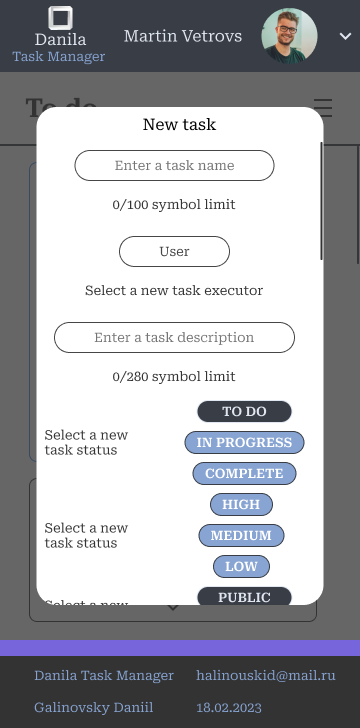 Danila
Task Manager
Martin Vetrovs
To do
New task
Enter a task name
0/100 symbol limit
User
Select a new task executor
Enter a task description
0/280 symbol limit
Select a new
task status
TO DO
IN PROGRESS
COMPLETE
Select a new
task status
HIGH
MEDIUM
LOW
Select a new
PUBLIC
Danila Task Manager
halinouskid@mail.ru
Galinovsky Daniil
18.02.2023